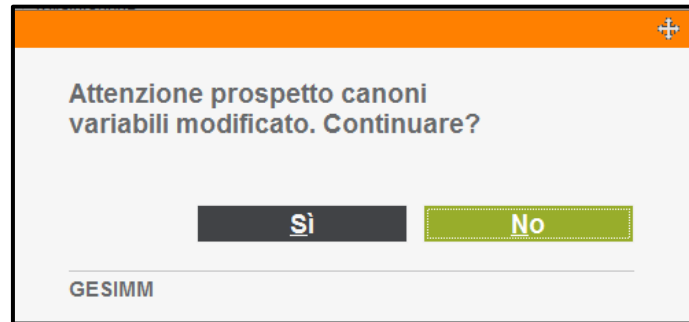 Attenzione prospetto canoni
variabili modificato. Continuare?
Sì No
GESIMM